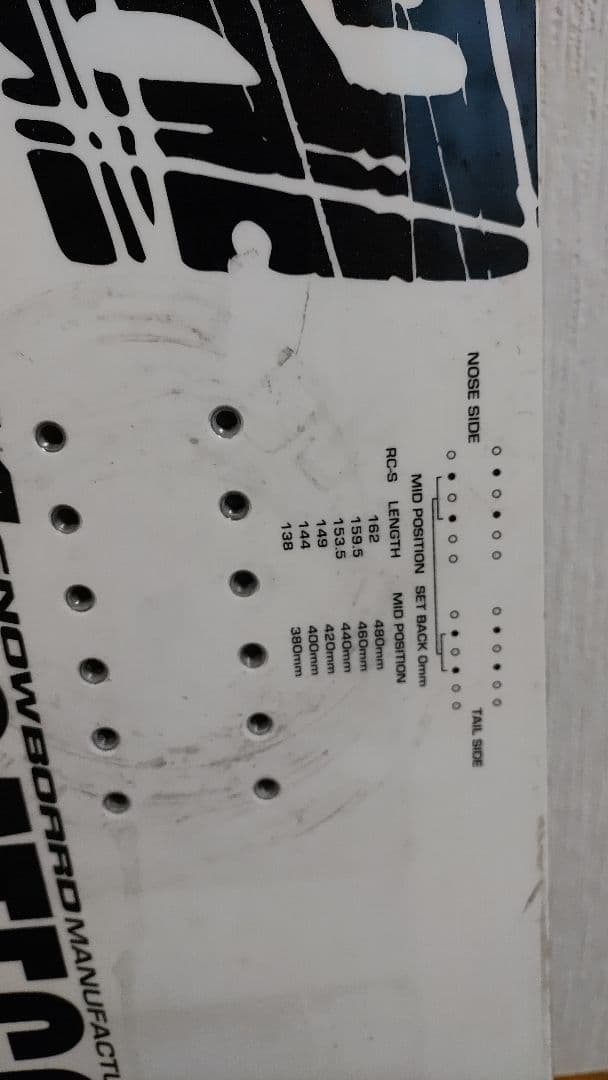 NOSE SIDE
TAIL SIDE
MID POSITION SET BACK 0mm
RC-S LENGTH MID POSITION
162 480mm
159.5 460mm
153.5 440mm
149 420mm
144 400mm
138 380mm
SNOWBOARD MANUFACTU